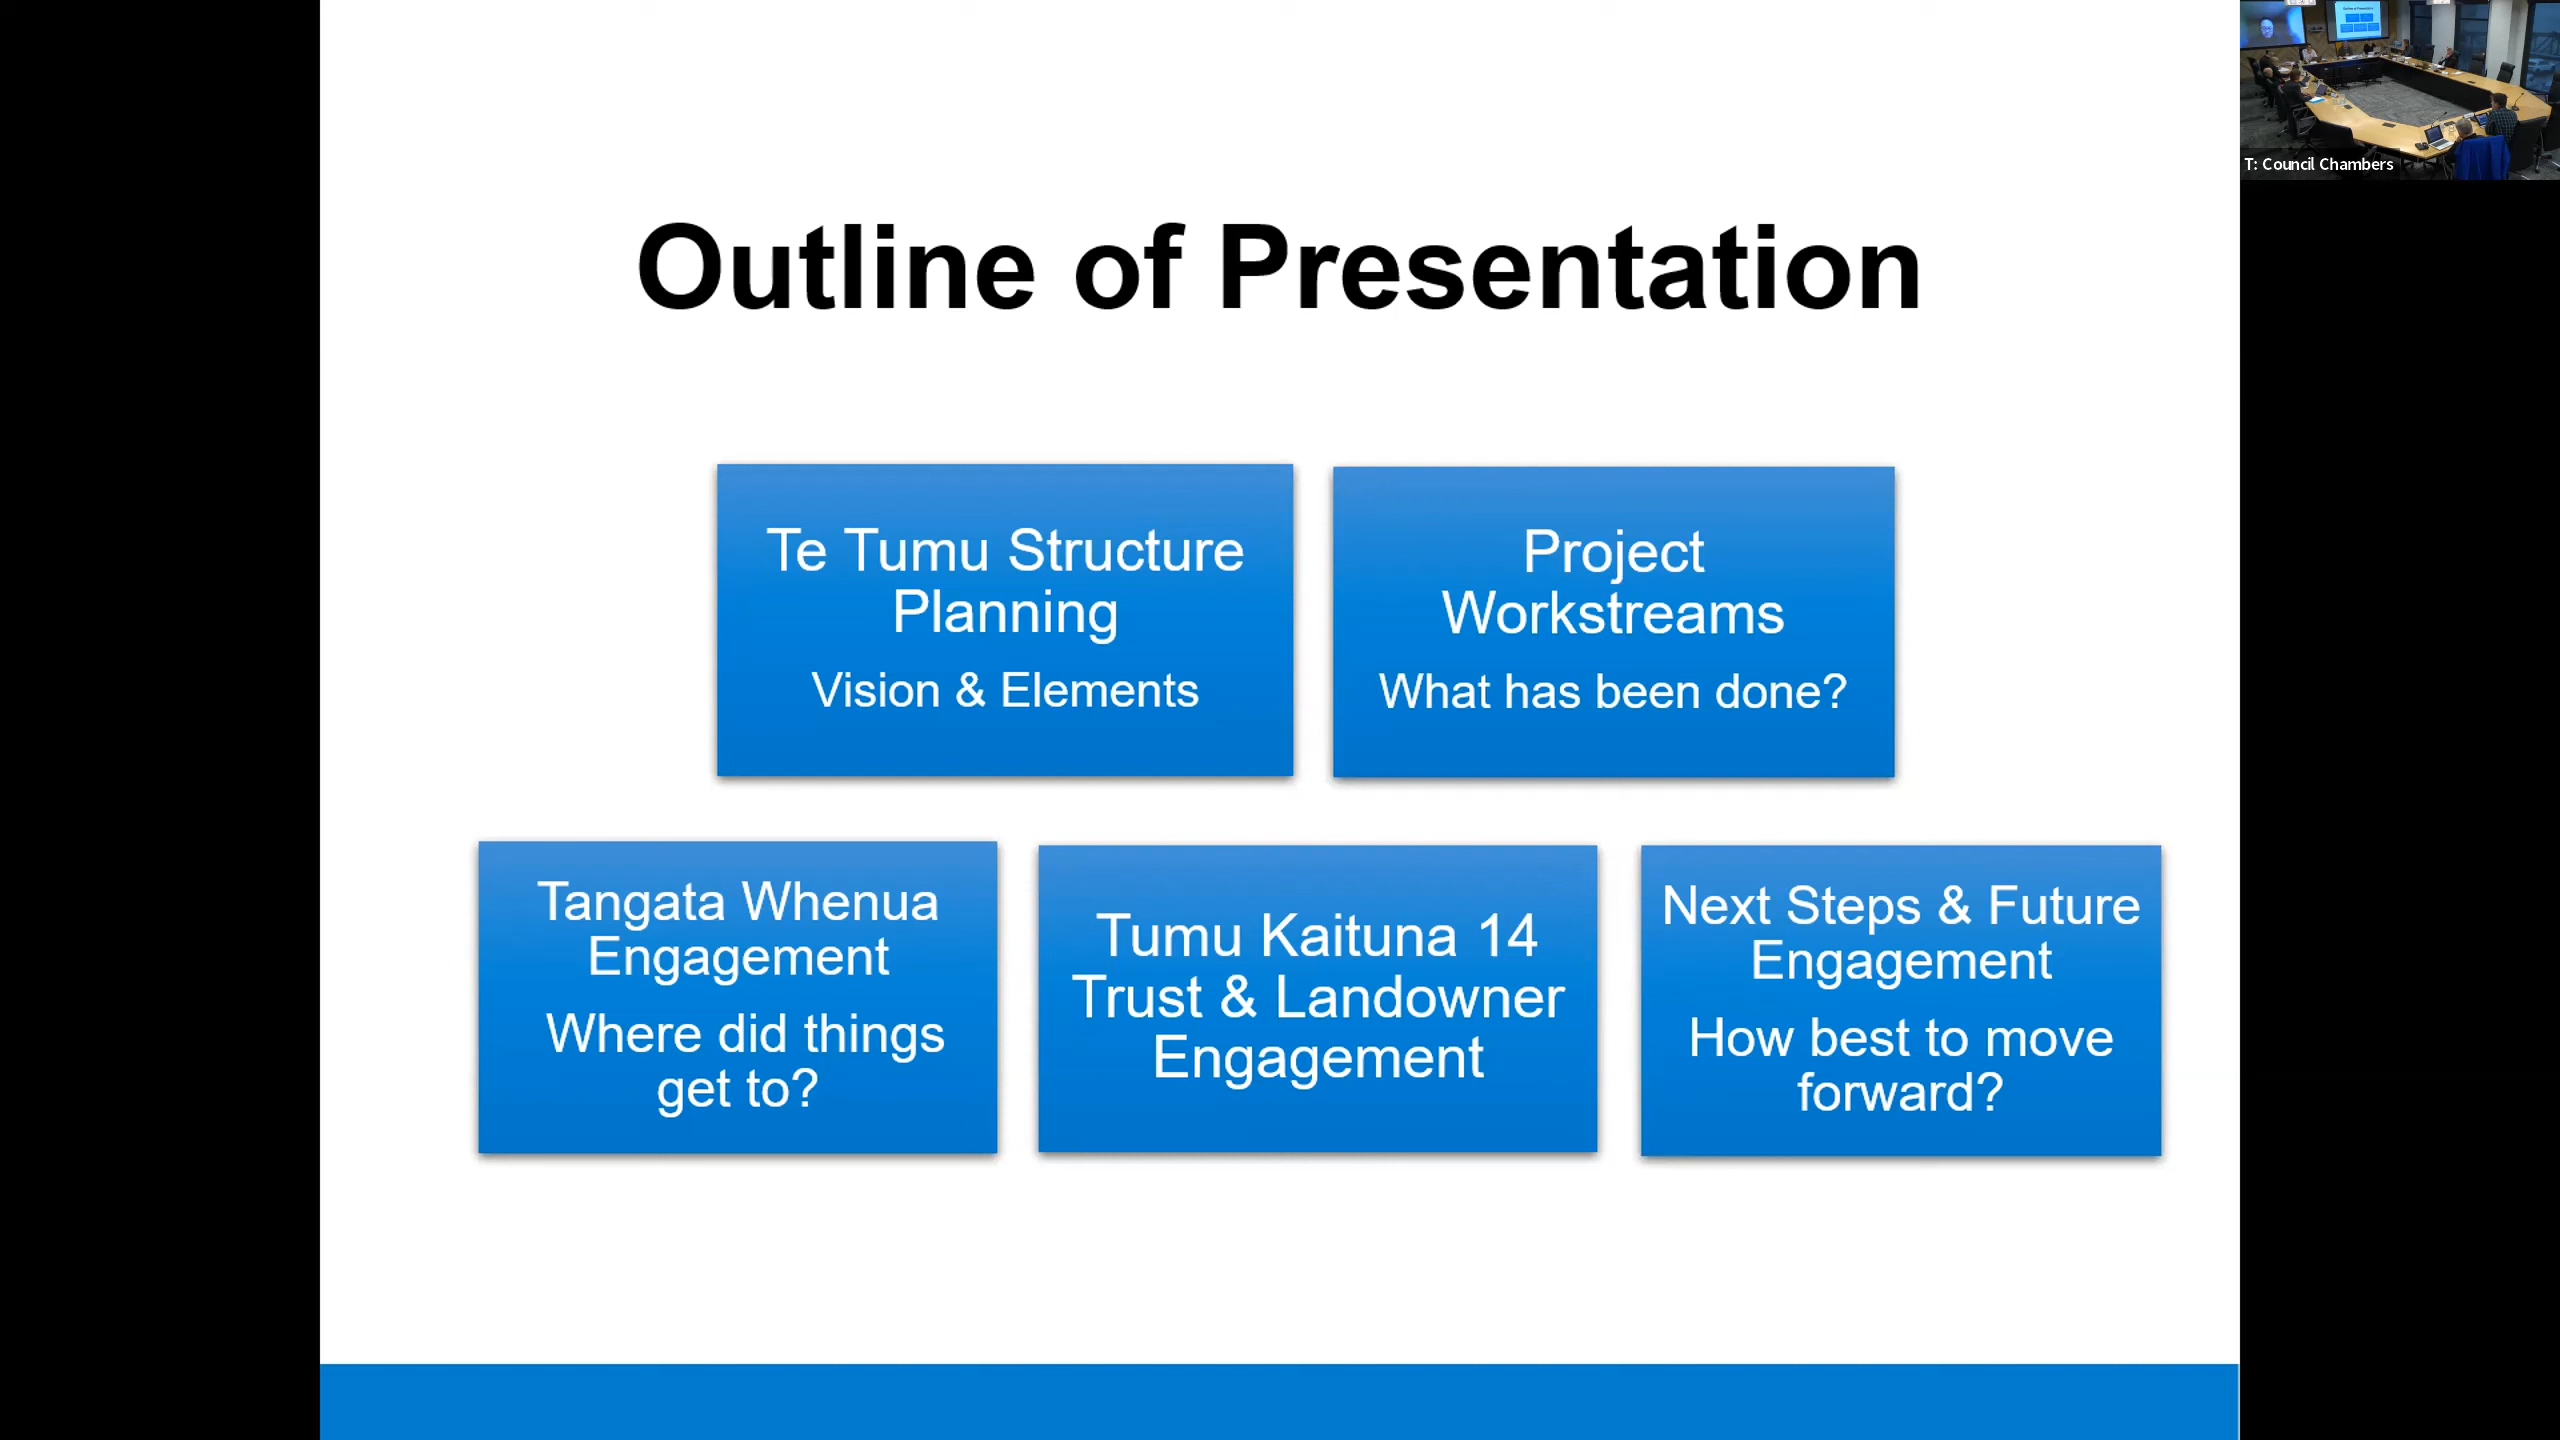 Outline of Presentation
Te Tumu Structure
Planning
Vision & Elements
Project
Workstreams
What has been done?
Tangata Whenua
Engagement
Where did things
get to?
Tumu Kaituna 14
Trust & Landowner
Engagement
Next Steps & Future
Engagement
How best to move
forward?
T: Council Chambers